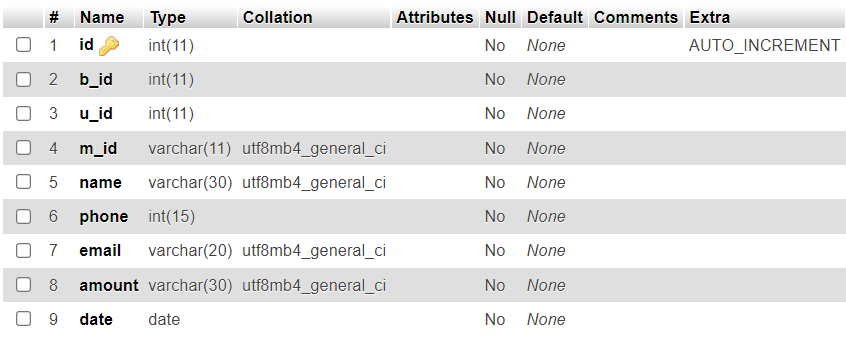 # Name Type Collation Attributes Null Default Comments Extra
1 id int(11) No None AUTO_INCREMENT
2 b_id int(11) No None
3 u_id int(11) No None
4 m_id varchar(11) utf8mb4_general_ci No None
5 name varchar(30) utf8mb4_general_ci No None
6 phone int(15) No None
7 email varchar(20) utf8mb4_general_ci No None
8 amount varchar(30) utf8mb4_general_ci No None
9 date date No None